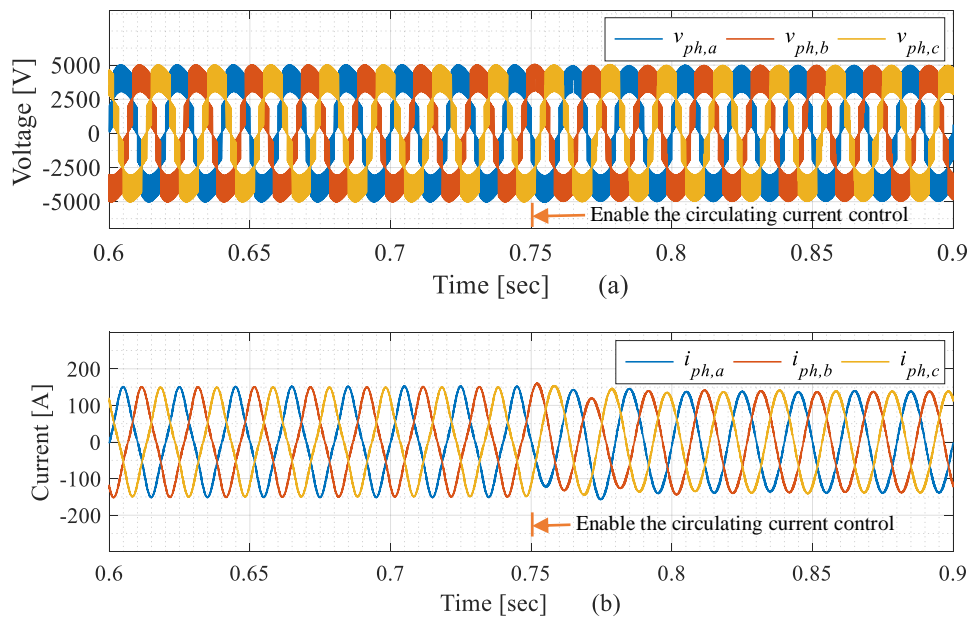 v_ph,a v_ph,b v_ph,c
Voltage [V]
5000
2500
0
-2500
-5000
Enable the circulating current control
0.6 0.65 0.7 0.75 0.8 0.85 0.9
Time [sec] (a)
i_ph,a i_ph,b i_ph,c
Current [A]
200
100
0
-100
-200
Enable the circulating current control
0.6 0.65 0.7 0.75 0.8 0.85 0.9
Time [sec] (b)